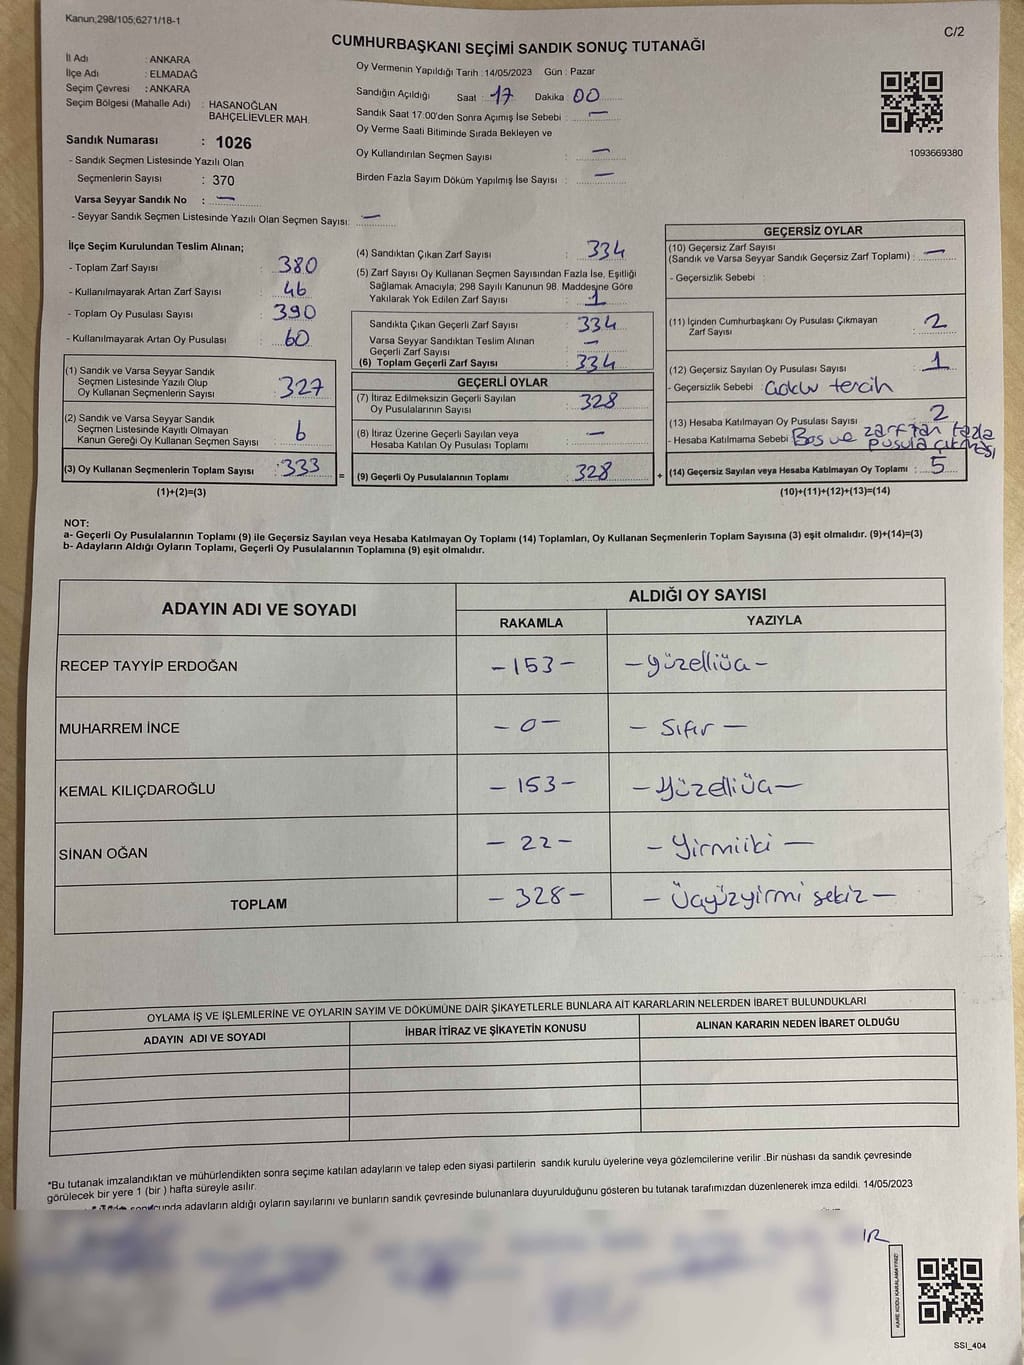 Kanun;298/105;6271/18-1
C/2
CUMHURBAŞKANI SEÇİMİ SANDIK SONUÇ TUTANAĞI
İl Adı : ANKARA
İlçe Adı : ELMADAĞ
Seçim Çevresi : ANKARA
Seçim Bölgesi (Mahalle Adı) : HASANOĞLAN
BAHÇELİEVLER MAH.
Sandık Numarası : 1026
- Sandık Seçmen Listesinde Yazılı Olan
Seçmenlerin Sayısı : 370
Varsa Seyyar Sandık No : —
- Seyyar Sandık Seçmen Listesinde Yazılı Olan Seçmen Sayısı: —
Oy Vermenin Yapıldığı Tarih : 14/05/2023 Gün : Pazar
Sandığın Açıldığı Saat : 17 Dakika : 00
Sandık Saat 17:00'den Sonra Açımış İse Sebebi : —
Oy Verme Saati Bitiminde Sırada Bekleyen ve
Oy Kullandırılan Seçmen Sayısı : —
Birden Fazla Sayım Döküm Yapılmış İse Sayısı : —
1093669380
İlçe Seçim Kurulundan Teslim Alınan;
- Toplam Zarf Sayısı : 380
- Kullanılmayarak Artan Zarf Sayısı : 46
- Toplam Oy Pusulası Sayısı : 390
- Kullanılmayarak Artan Oy Pusulası : 60
(1) Sandık ve Varsa Seyyar Sandık
Seçmen Listesinde Yazılı Olup
Oy Kullanan Seçmenlerin Sayısı : 327
(2) Sandık ve Varsa Seyyar Sandık
Seçmen Listesinde Kayıtlı Olmayan
Kanun Gereği Oy Kullanan Seçmen Sayısı : 6
(3) Oy Kullanan Seçmenlerin Toplam Sayısı : 333 =
(1)+(2)=(3)
(4) Sandıktan Çıkan Zarf Sayısı : 334
(5) Zarf Sayısı Oy Kullanan Seçmen Sayısından Fazla İse, Eşitliği
Sağlamak Amacıyla; 298 Sayılı Kanunun 98. Maddesine Göre
Yakılarak Yok Edilen Zarf Sayısı : 1
Sandıkta Çıkan Geçerli Zarf Sayısı : 334
Varsa Seyyar Sandıktan Teslim Alınan
Geçerli Zarf Sayısı : —
(6) Toplam Geçerli Zarf Sayısı : 334
GEÇERLİ OYLAR
(7) İtiraz Edilmeksizin Geçerli Sayılan
Oy Pusulalarının Sayısı : 328
(8) İtiraz Üzerine Geçerli Sayılan veya
Hesaba Katılan Oy Pusulası Toplamı : —
(9) Geçerli Oy Pusulalarının Toplamı : 328 +
GEÇERSİZ OYLAR
(10) Geçersiz Zarf Sayısı
(Sandık ve Varsa Seyyar Sandık Geçersiz Zarf Toplamı) : —
- Geçersizlik Sebebi :
(11) İçinden Cumhurbaşkanı Oy Pusulası Çıkmayan
Zarf Sayısı : 2
(12) Geçersiz Sayılan Oy Pusulası Sayısı : 1
- Geçersizlik Sebebi : Çoklu tercih
(13) Hesaba Katılmayan Oy Pusulası Sayısı : 2
- Hesaba Katılmama Sebebi : Boş ve zarftan fazla
pusula çıkması
(14) Geçersiz Sayılan veya Hesaba Katılmayan Oy Toplamı : 5
(10)+(11)+(12)+(13)=(14)
NOT:
a- Geçerli Oy Pusulalarının Toplamı (9) ile Geçersiz Sayılan veya Hesaba Katılmayan Oy Toplamı (14) Toplamları, Oy Kullanan Seçmenlerin Toplam Sayısına (3) eşit olmalıdır. (9)+(14)=(3)
b- Adayların Aldığı Oyların Toplamı, Geçerli Oy Pusulalarının Toplamına (9) eşit olmalıdır.
ADAYIN ADI VE SOYADI
ALDIĞI OY SAYISI
RAKAMLA YAZIYLA
RECEP TAYYİP ERDOĞAN – 153 – – yüzelliüç –
MUHARREM İNCE – 0 – – Sıfır –
KEMAL KILIÇDAROĞLU – 153 – – Yüzelliüç –
SİNAN OĞAN – 22 – – Yirmiiki –
TOPLAM – 328 – – Üçyüzyirmi sekiz –
OYLAMA İŞ VE İŞLEMLERİNE VE OYLARIN SAYIM VE DÖKÜMÜNE DAİR ŞİKAYETLERLE BUNLARA AİT KARARLARIN NELERDEN İBARET BULUNDUKLARI
ADAYIN ADI VE SOYADI İHBAR İTİRAZ VE ŞİKAYETİN KONUSU ALINAN KARARIN NEDEN İBARET OLDUĞU
*Bu tutanak imzalandıktan ve mühürlendikten sonra seçime katılan adayların ve talep eden siyasi partilerin sandık kurulu üyelerine veya gözlemcilerine verilir .Bir nüshası da sandık çevresinde
görülecek bir yere 1 (bir ) hafta süreyle asılır.
adayların aldığı oyların sayılarını ve bunların sandık çevresinde bulunanlara duyurulduğunu gösteren bu tutanak tarafımızdan düzenlenerek imza edildi. 14/05/2023
KARE KODU KARALAMAYINIZ!
SSI_404